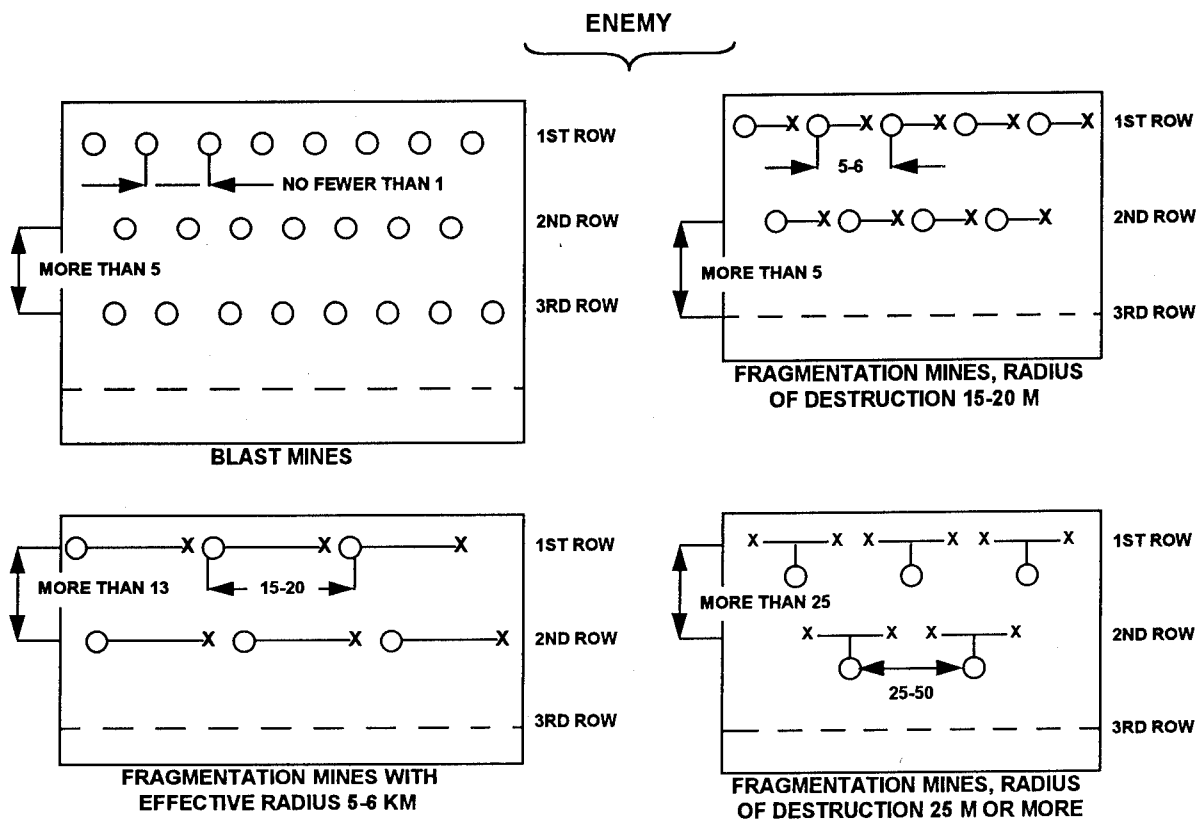 ENEMY
1ST ROW
NO FEWER THAN 1
2ND ROW
MORE THAN 5
3RD ROW
BLAST MINES
X X X X X 1ST ROW
5-6
X X X X 2ND ROW
MORE THAN 5
3RD ROW
FRAGMENTATION MINES, RADIUS
OF DESTRUCTION 15-20 M
X X X 1ST ROW
MORE THAN 13 15-20
X X X 2ND ROW
3RD ROW
FRAGMENTATION MINES WITH
EFFECTIVE RADIUS 5-6 KM
X X X X X X 1ST ROW
MORE THAN 25
X X X X 2ND ROW
25-50
3RD ROW
FRAGMENTATION MINES, RADIUS
OF DESTRUCTION 25 M OR MORE